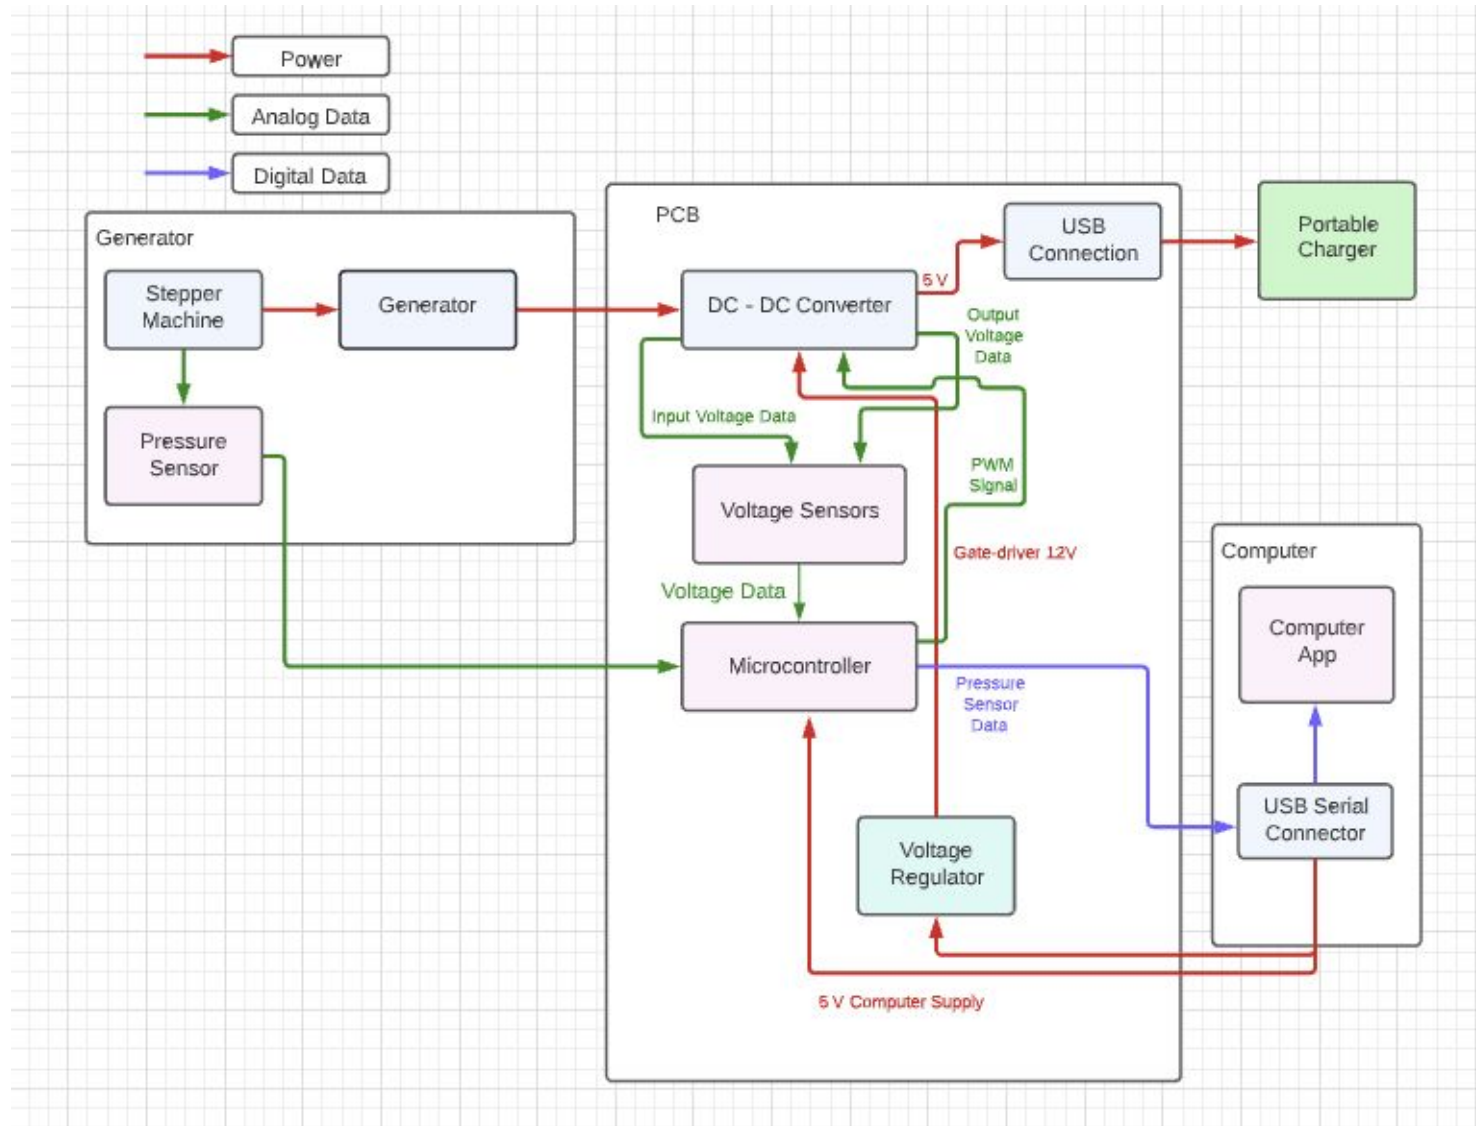 Power
Analog Data
Digital Data
Generator
Stepper
Machine
Generator
Pressure
Sensor
PCB
DC - DC Converter
5 V
USB
Connection
Portable
Charger
Output
Voltage
Data
Input Voltage Data
Voltage Sensors
PWM
Signal
Gate-driver 12V
Voltage Data
Microcontroller
Pressure
Sensor
Data
Voltage
Regulator
5 V Computer Supply
Computer
Computer
App
USB Serial
Connector